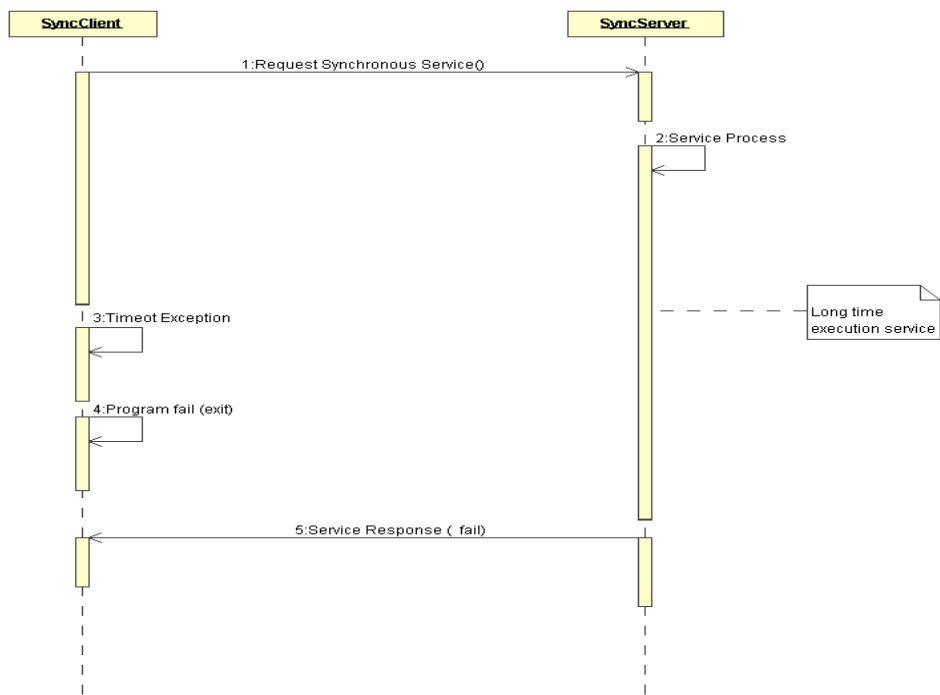 SyncClient
SyncServer
1:Request Synchronous Service()
2:Service Process
Long time
execution service
3:Timeot Exception
4:Program fail (exit)
5:Service Response ( fail)